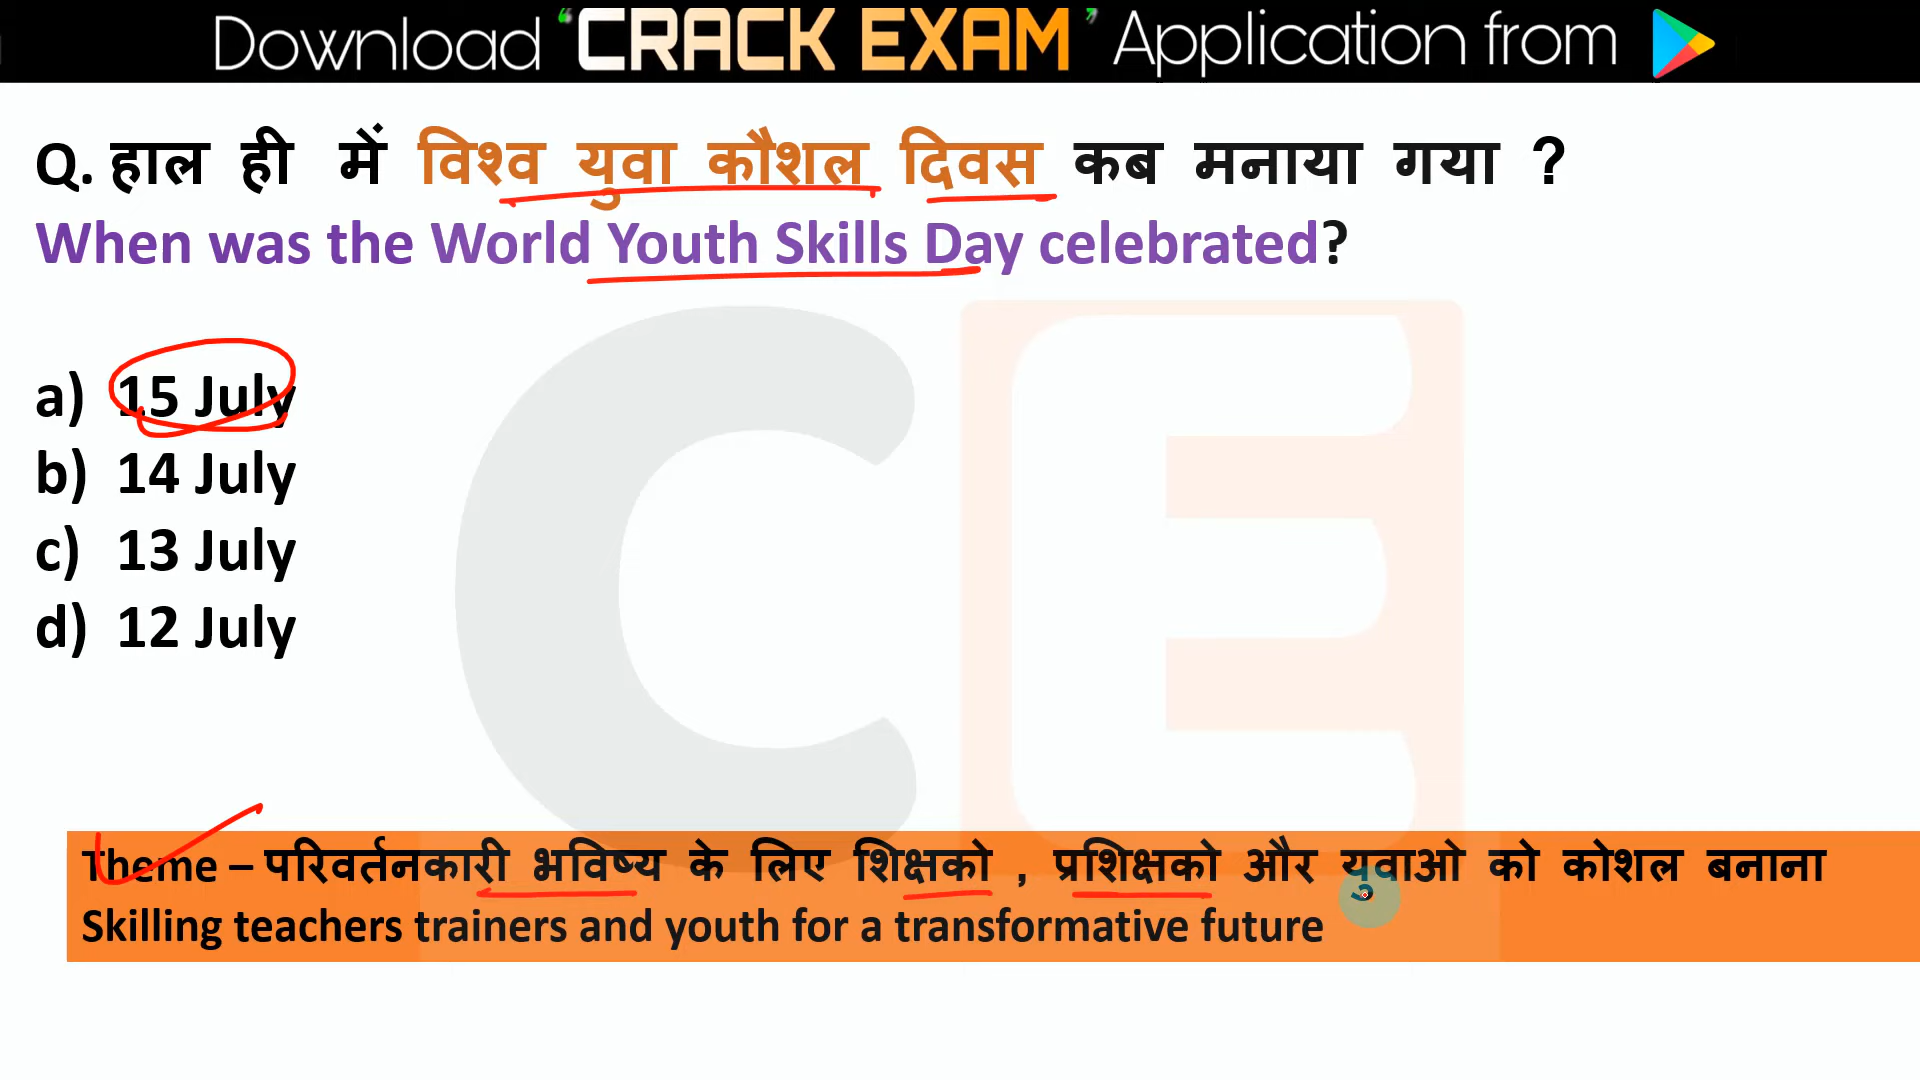 Download ‘CRACK EXAM’ Application from
Q. हाल ही में विश्व युवा कौशल दिवस कब मनाया गया ?
When was the World Youth Skills Day celebrated?
a) 15 July
b) 14 July
c) 13 July
d) 12 July
Theme – परिवर्तनकारी भविष्य के लिए शिक्षको , प्रशिक्षको और युवाओ को कोशल बनाना
Skilling teachers trainers and youth for a transformative future
CE